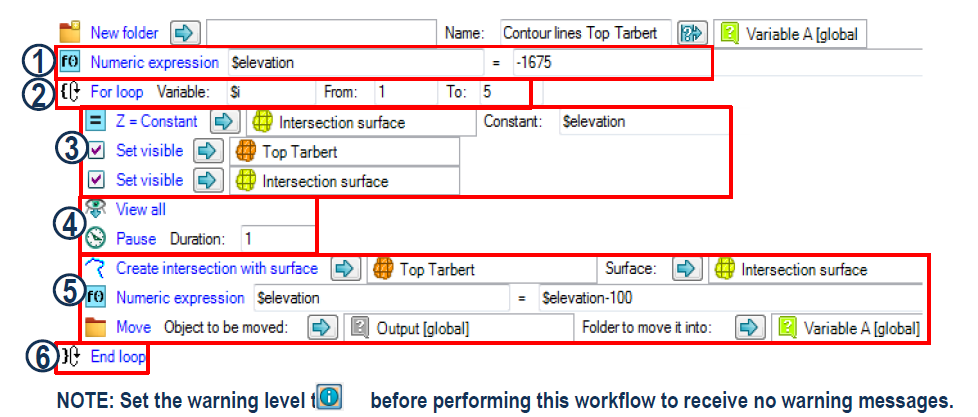 New folder Name: Contour lines Top Tarbert Variable A [global
1 f() Numeric expression $elevation = -1675
2 For loop Variable: $i From: 1 To: 5
Z = Constant Intersection surface Constant: $elevation
3 Set visible Top Tarbert
Set visible Intersection surface
View all
4 Pause Duration: 1
Create intersection with surface Top Tarbert Surface: Intersection surface
5 f() Numeric expression $elevation = $elevation-100
Move Object to be moved: Output [global] Folder to move it into: Variable A [global]
6 End loop
NOTE: Set the warning level before performing this workflow to receive no warning messages.